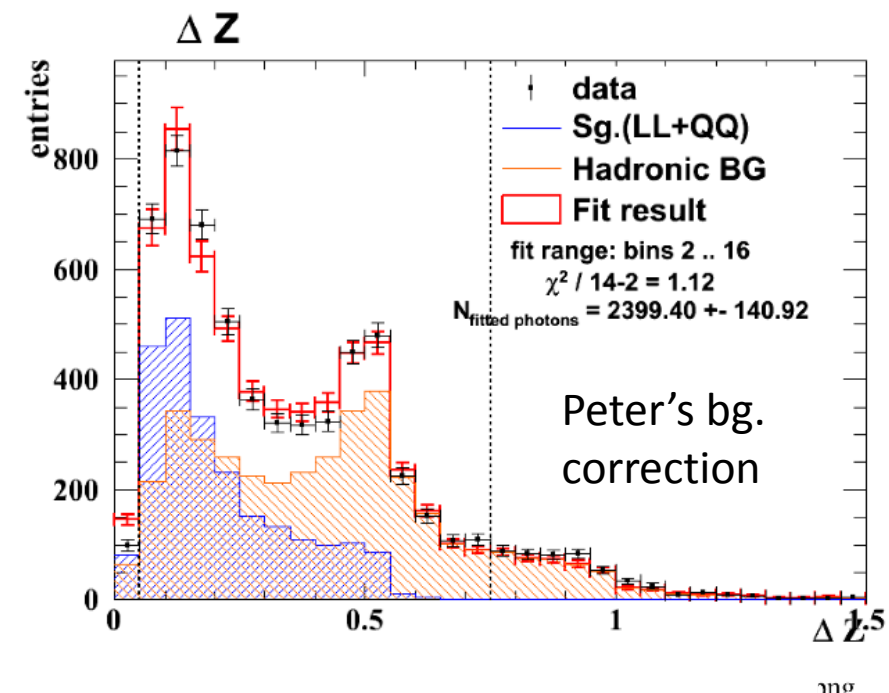 Δ Z
entries
data
Sg.(LL+QQ)
Hadronic BG
Fit result
fit range: bins 2 .. 16
χ² / 14-2 = 1.12
N_fitted photons = 2399.40 +- 140.92
Peter's bg.
correction
800
600
400
200
0
0 0.5 1 1.5
Δ Z